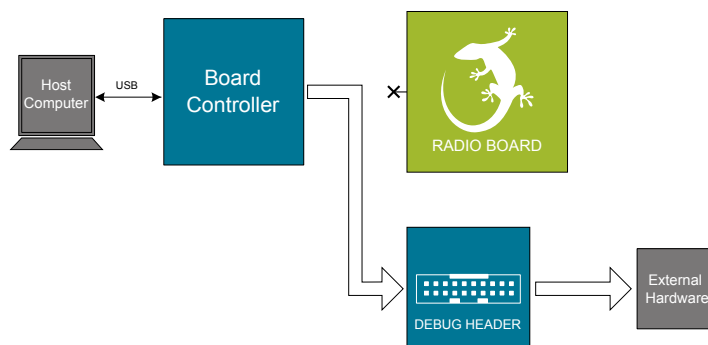 Host
Computer
USB
Board
Controller
RADIO BOARD
DEBUG HEADER
External
Hardware